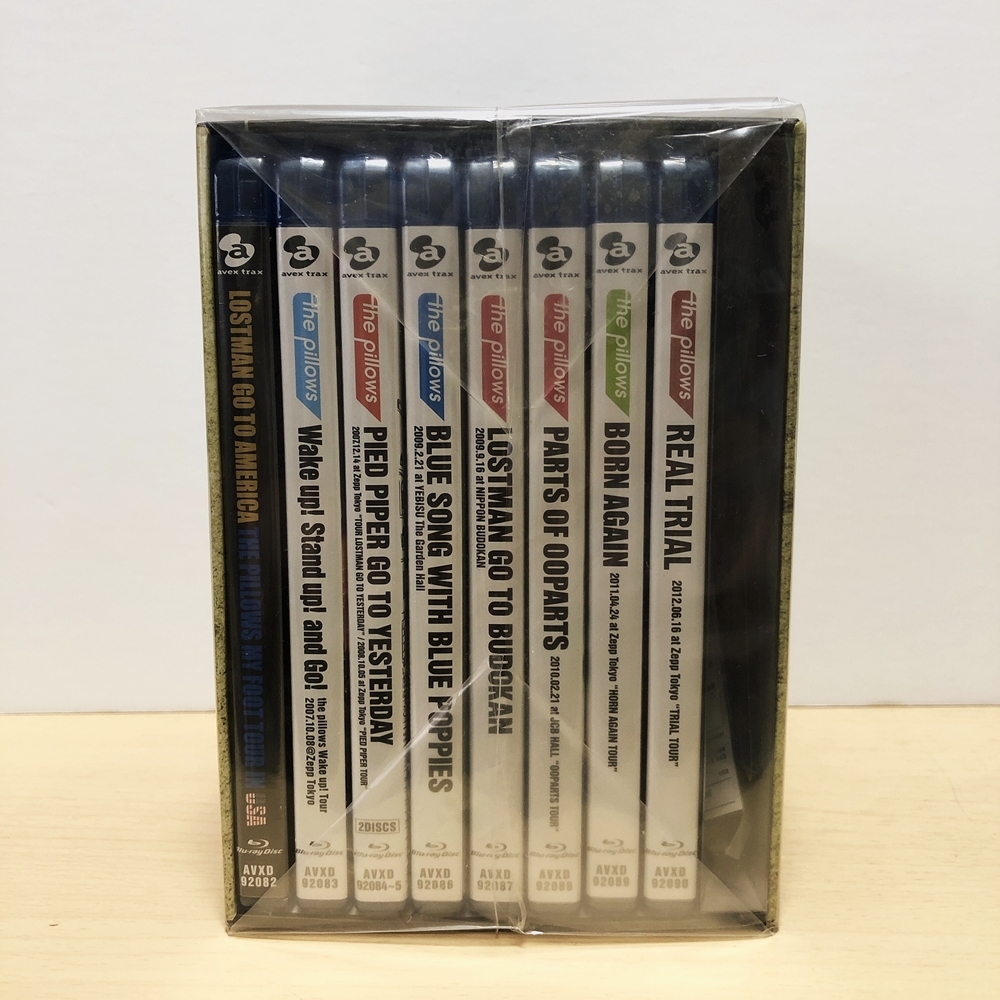 a
avex trax
LOSTMAN GO TO AMERICA THE PILLOWS MY FOOT TOUR IN USA
Blu-ray Disc
AVXD
92082
a
avex trax
the pillows
Wake up! Stand up! and Go!
the pillows Wake up! Tour
2007.10.08@Zepp Tokyo
Blu-ray Disc
AVXD
92083
a
avex trax
the pillows
PIED PIPER GO TO YESTERDAY
2007.12.14 at Zepp Tokyo "TOUR LOSTMAN GO TO YESTERDAY" / 2008.10.05 at Zepp Tokyo "PIED PIPER TOUR"
2DISCS
Blu-ray Disc
AVXD
92084~5
a
avex trax
the pillows
BLUE SONG WITH BLUE POPPIES
2009.2.21 at YEBISU The Garden Hall
Blu-ray Disc
AVXD
92086
a
avex trax
the pillows
LOSTMAN GO TO BUDOKAN
2009.9.16 at NIPPON BUDOKAN
Blu-ray Disc
AVXD
92087
a
avex trax
the pillows
PARTS OF OOPARTS
2010.02.21 at JCB HALL "OOPARTS TOUR"
Blu-ray Disc
AVXD
92088
a
avex trax
the pillows
BORN AGAIN
2011.04.24 at Zepp Tokyo "HORN AGAIN TOUR"
Blu-ray Disc
AVXD
92089
a
avex trax
the pillows
REAL TRIAL
2012.06.16 at Zepp Tokyo "TRIAL TOUR"
Blu-ray Disc
AVXD
92090